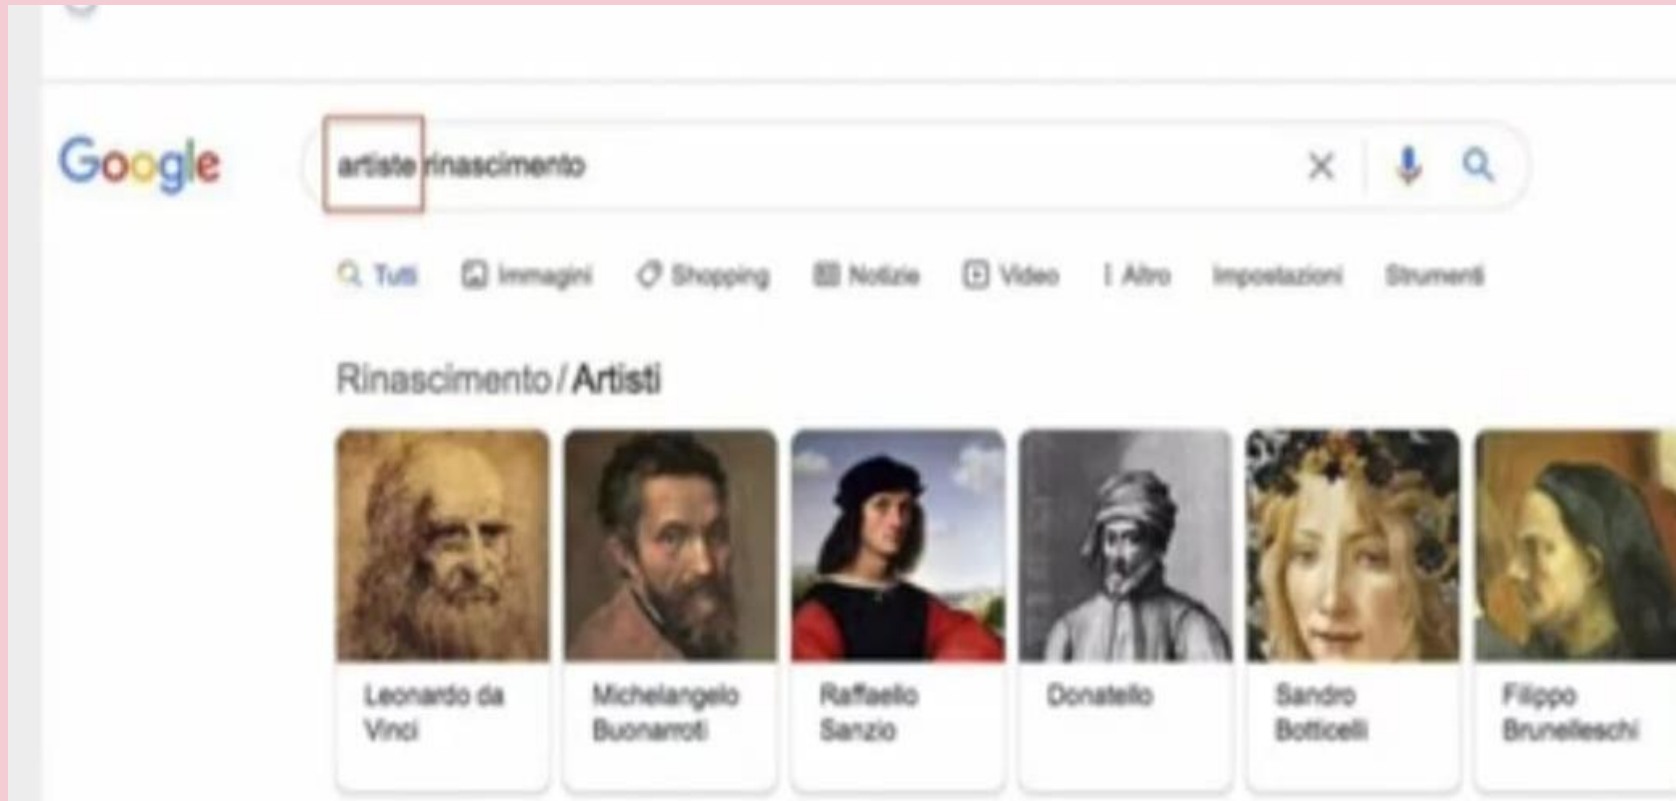 Google
artiste rinascimento
Tutti Immagini Shopping Notizie Video Altro Impostazioni Strumenti
Rinascimento / Artisti
Leonardo da Vinci
Michelangelo Buonarroti
Raffaello Sanzio
Donatello
Sandro Botticelli
Filippo Brunelleschi